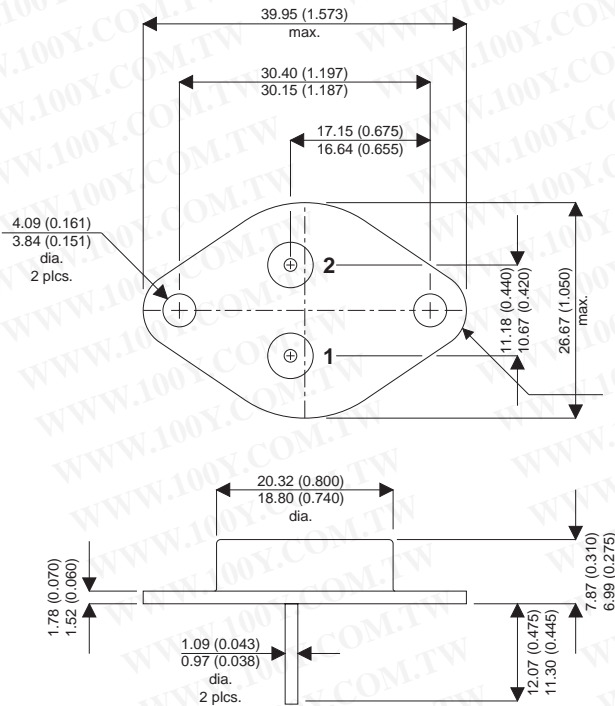 39.95 (1.573)
max.
30.40 (1.197)
30.15 (1.187)
17.15 (0.675)
16.64 (0.655)
4.09 (0.161)
3.84 (0.151)
dia.
2 plcs.
2
1
11.18 (0.440)
10.67 (0.420)
26.67 (1.050)
max.
20.32 (0.800)
18.80 (0.740)
dia.
1.78 (0.070)
1.52 (0.060)
7.87 (0.310)
6.99 (0.275)
1.09 (0.043)
0.97 (0.038)
dia.
2 plcs.
12.07 (0.475)
11.30 (0.445)
WWW.100Y.COM.TW